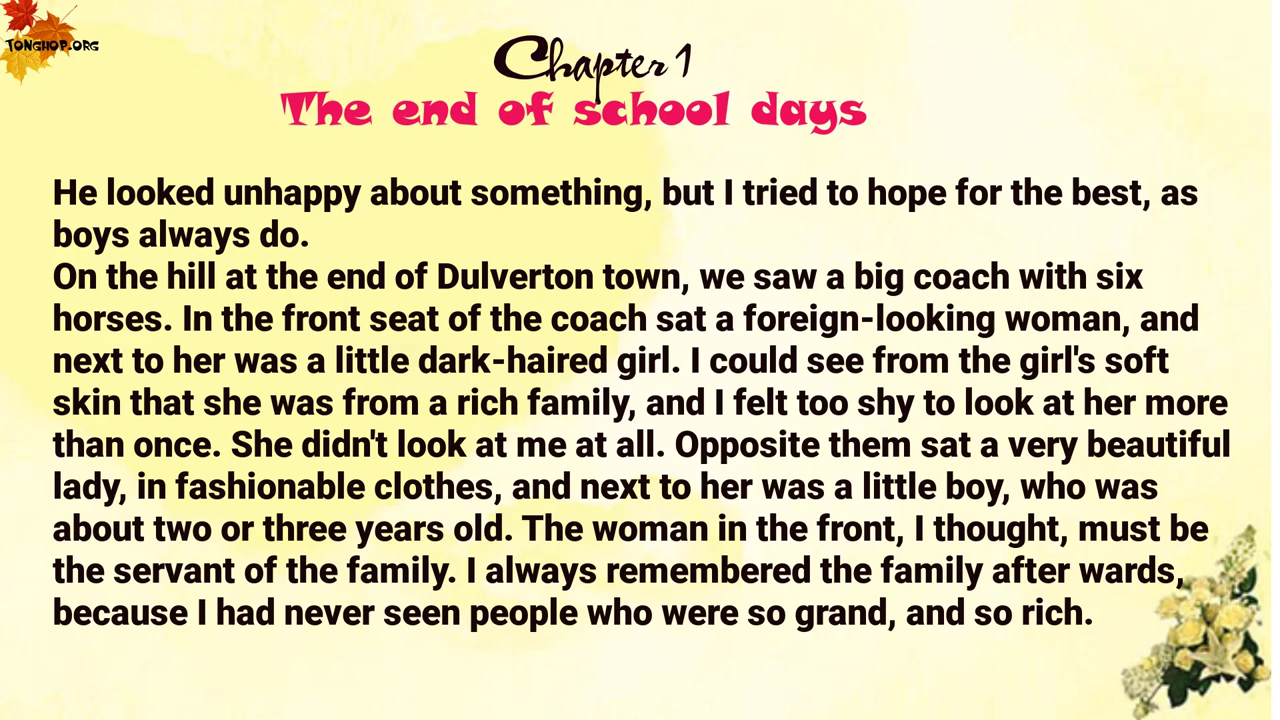 TONGHOP.ORG
Chapter 1
The end of school days
He looked unhappy about something, but I tried to hope for the best, as
boys always do.
On the hill at the end of Dulverton town, we saw a big coach with six
horses. In the front seat of the coach sat a foreign-looking woman, and
next to her was a little dark-haired girl. I could see from the girl's soft
skin that she was from a rich family, and I felt too shy to look at her more
than once. She didn't look at me at all. Opposite them sat a very beautiful
lady, in fashionable clothes, and next to her was a little boy, who was
about two or three years old. The woman in the front, I thought, must be
the servant of the family. I always remembered the family after wards,
because I had never seen people who were so grand, and so rich.